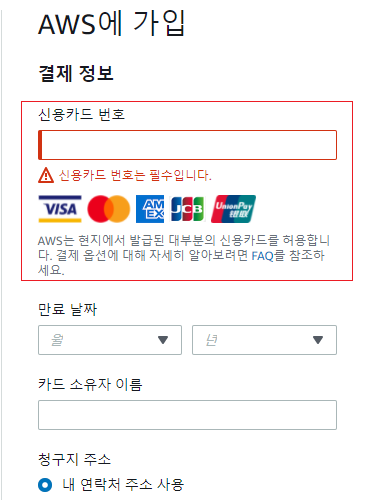 AWS에 가입
결제 정보
신용카드 번호
신용카드 번호는 필수입니다.
VISA
AM
EX
JCB
UnionPay
银联
AWS는 현지에서 발급된 대부분의 신용카드를 허용합니
다. 결제 옵션에 대해 자세히 알아보려면 FAQ를 참조하
세요.
만료 날짜
월 년
카드 소유자 이름
청구지 주소
내 연락처 주소 사용